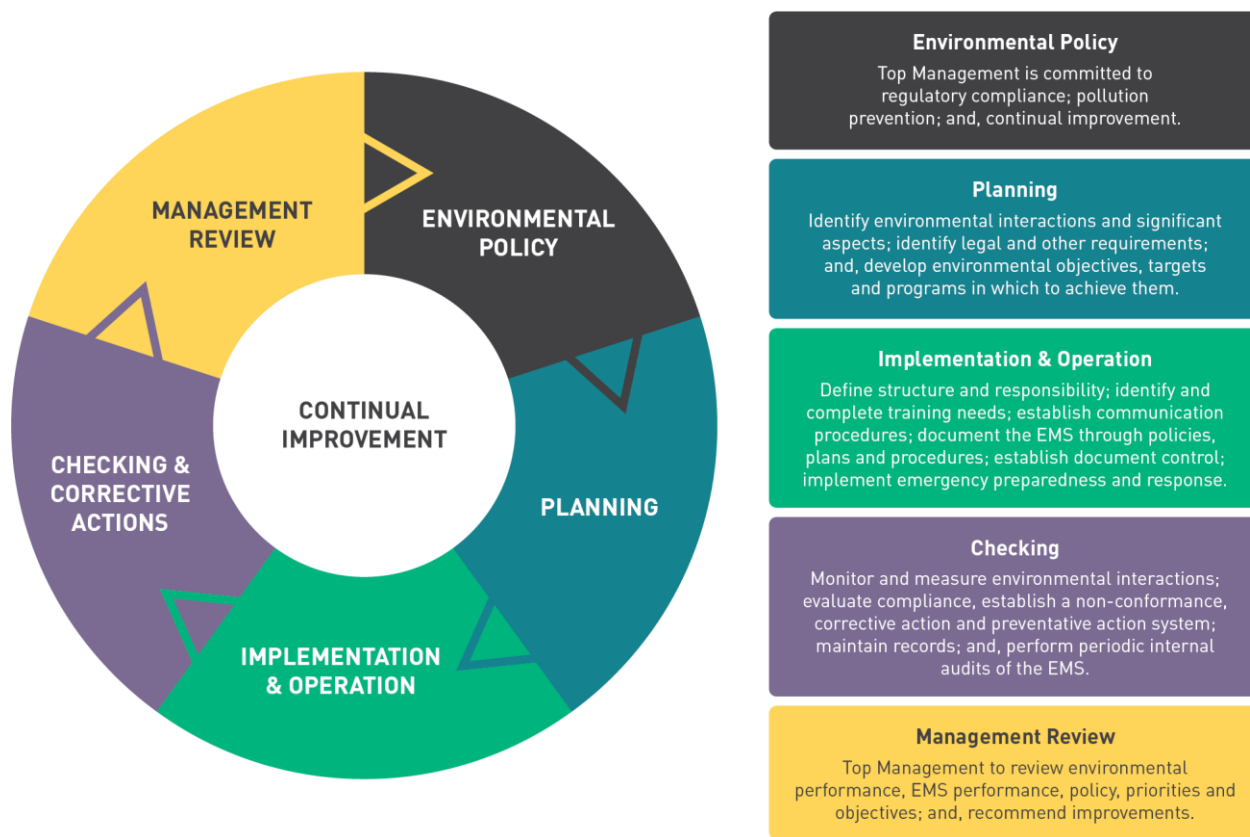 MANAGEMENT
REVIEW
ENVIRONMENTAL
POLICY
CONTINUAL
IMPROVEMENT
CHECKING &
CORRECTIVE
ACTIONS
PLANNING
IMPLEMENTATION
& OPERATION
Environmental Policy
Top Management is committed to
regulatory compliance; pollution
prevention; and, continual improvement.
Planning
Identify environmental interactions and significant
aspects; identify legal and other requirements;
and, develop environmental objectives, targets
and programs in which to achieve them.
Implementation & Operation
Define structure and responsibility; identify and
complete training needs; establish communication
procedures; document the EMS through policies,
plans and procedures; establish document control;
implement emergency preparedness and response.
Checking
Monitor and measure environmental interactions;
evaluate compliance, establish a non-conformance,
corrective action and preventative action system;
maintain records; and, perform periodic internal
audits of the EMS.
Management Review
Top Management to review environmental
performance, EMS performance, policy, priorities and
objectives; and, recommend improvements.